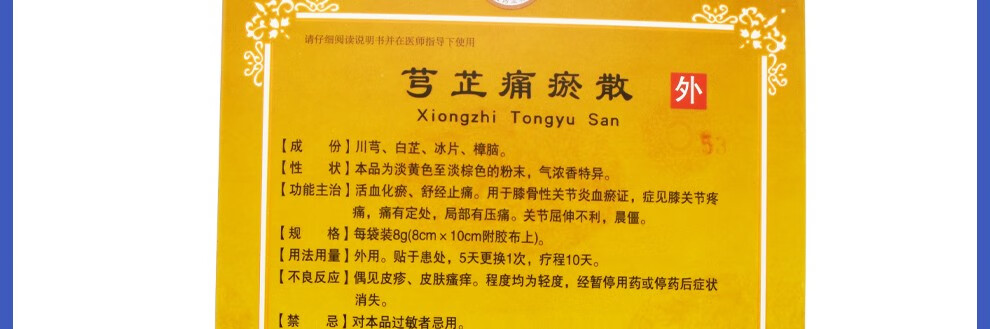 请仔细阅读说明书并在医师指导下使用
芎芷痛瘀散 外
Xiongzhi Tongyu San
【成 份】川芎、白芷、冰片、樟脑。
【性 状】本品为淡黄色至淡棕色的粉末，气浓香特异。
【功能主治】活血化瘀、舒经止痛。用于膝骨性关节炎血瘀证，症见膝关节疼
痛，痛有定处，局部有压痛。关节屈伸不利，晨僵。
【规 格】每袋装8g(8cm×10cm附胶布上)。
【用法用量】外用。贴于患处，5天更换1次，疗程10天。
【不良反应】偶见皮疹、皮肤瘙痒。程度均为轻度，经暂停用药或停药后症状
消失。
【禁 忌】对本品过敏者忌用。